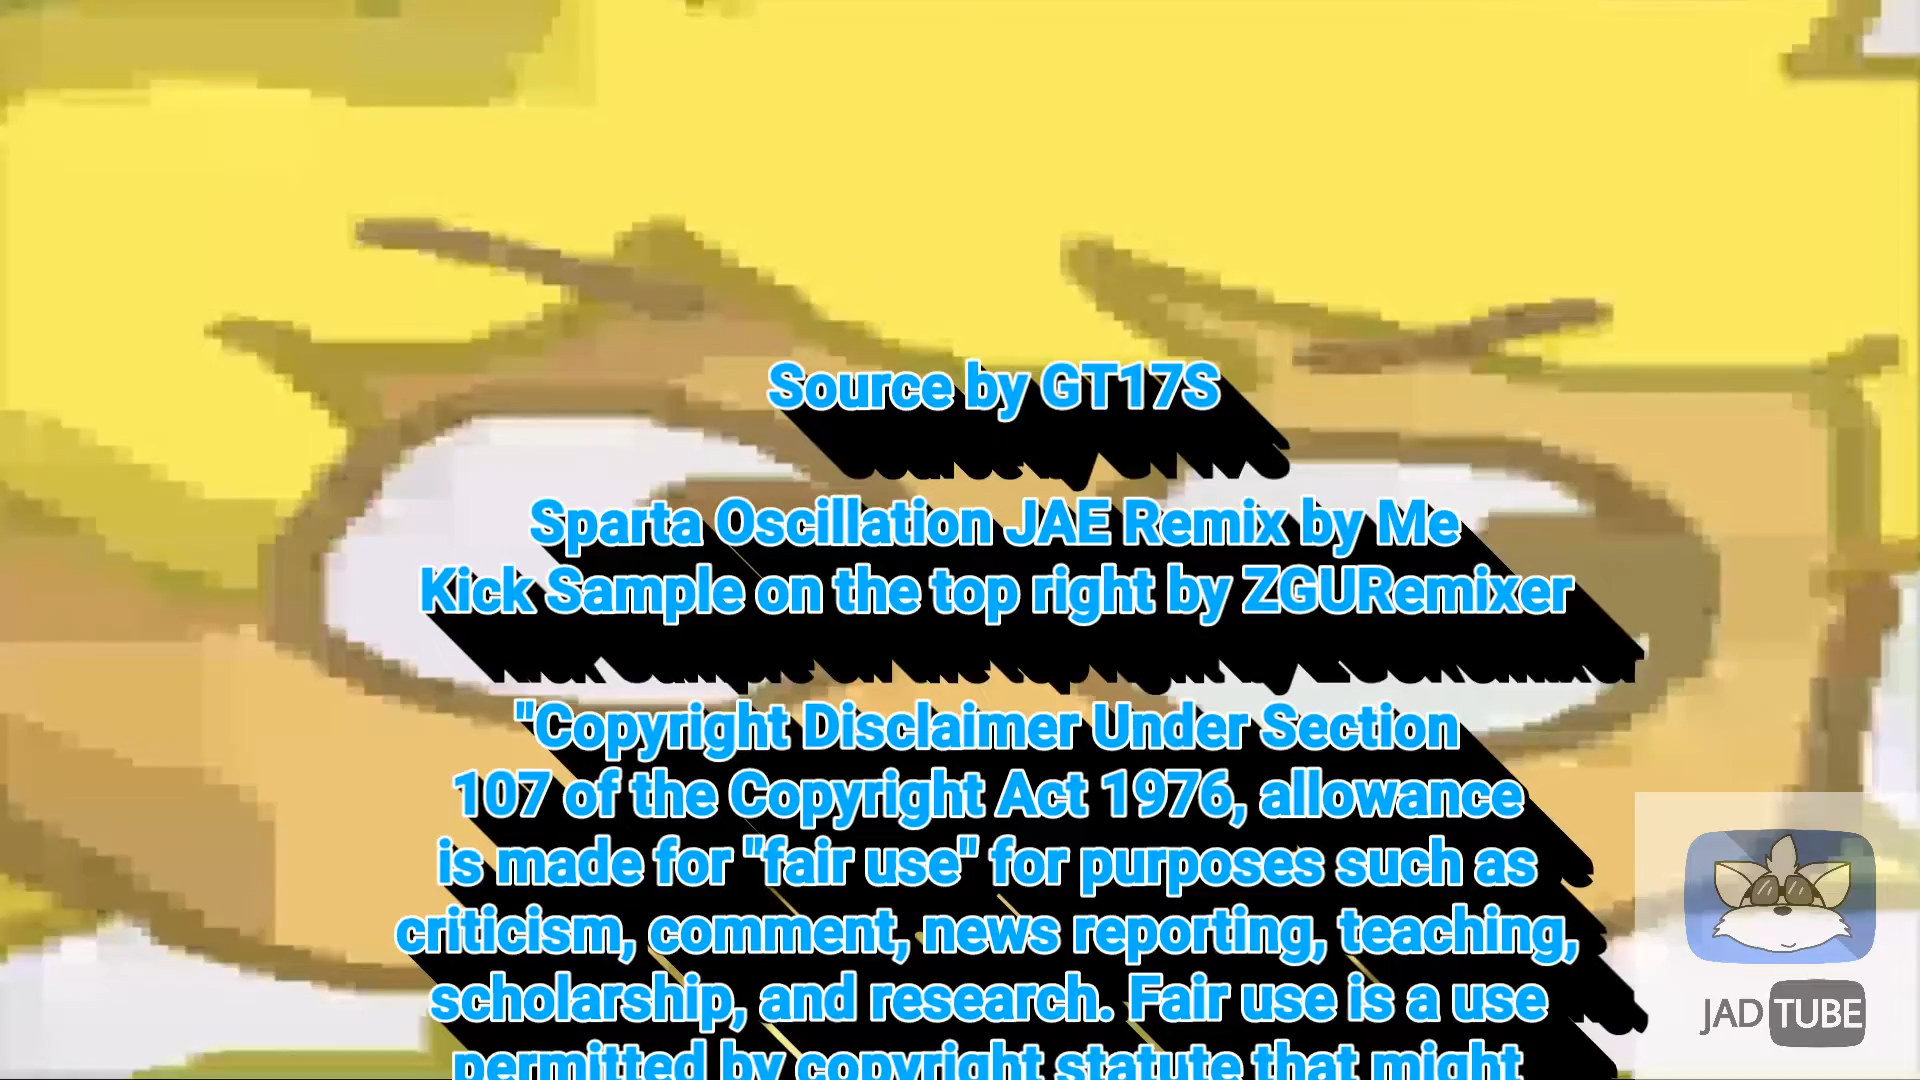 Source by GT17S
Sparta Oscillation JAE Remix by Me
Kick Sample on the top right by ZGURemixer
"Copyright Disclaimer Under Section
107 of the Copyright Act 1976, allowance
is made for "fair use" for purposes such as
criticism, comment, news reporting, teaching,
scholarship, and research. Fair use is a use
permitted by copyright statute that might
JAD TUBE